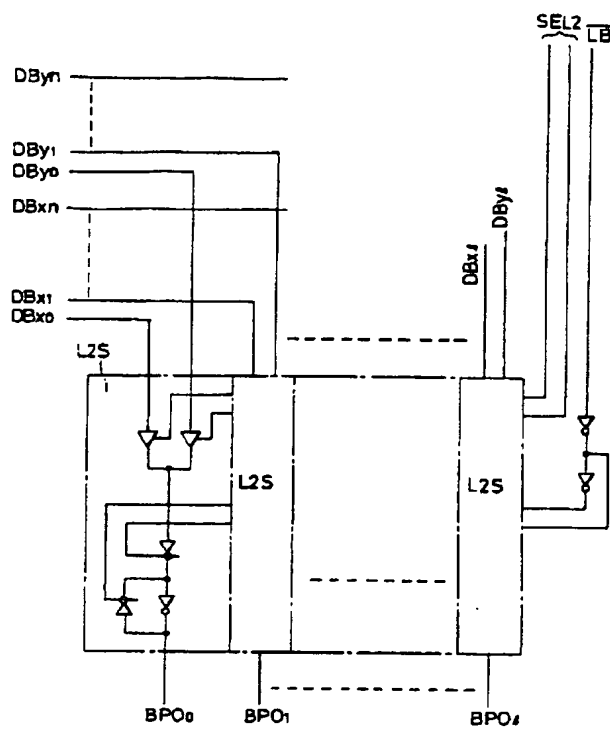 SEL2 LB
DByn
DBy1
DBy0
DBxn
DBxℓ
DByℓ
DBx1
DBx0
L2S
L2S
L2S
BPO0
BPO1
BPOℓ